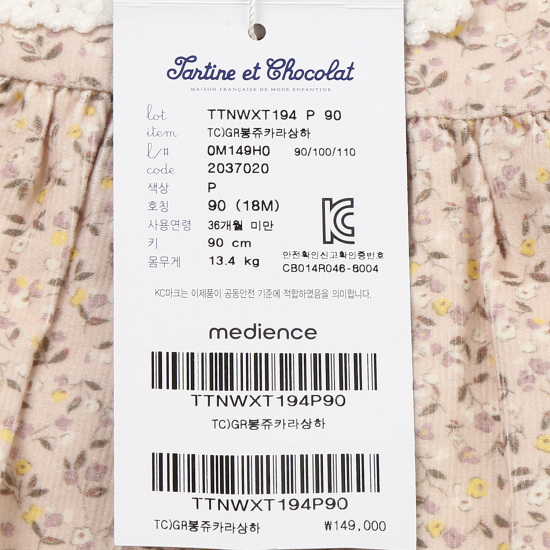 Tartine et Chocolat
MAISON FRANÇAISE DE MODE ENFANTINE
lot TTNWXT194 P 90
item TC)GR봉쥬카라상하
l/# 0M149H0 90/100/110
code 2037020
색상 P
호칭 90 (18M)
사용연령 36개월 미만
키 90 cm
몸무게 13.4 kg
안전확인신고확인증번호
CB014R046-8004
KC마크는 이제품이 공동안전 기준에 적합하였음을 의미합니다.
medience
TTNWXT194P90
TC)GR봉쥬카라상하
TTNWXT194P90
TC)GR봉쥬카라상하 ₩149,000